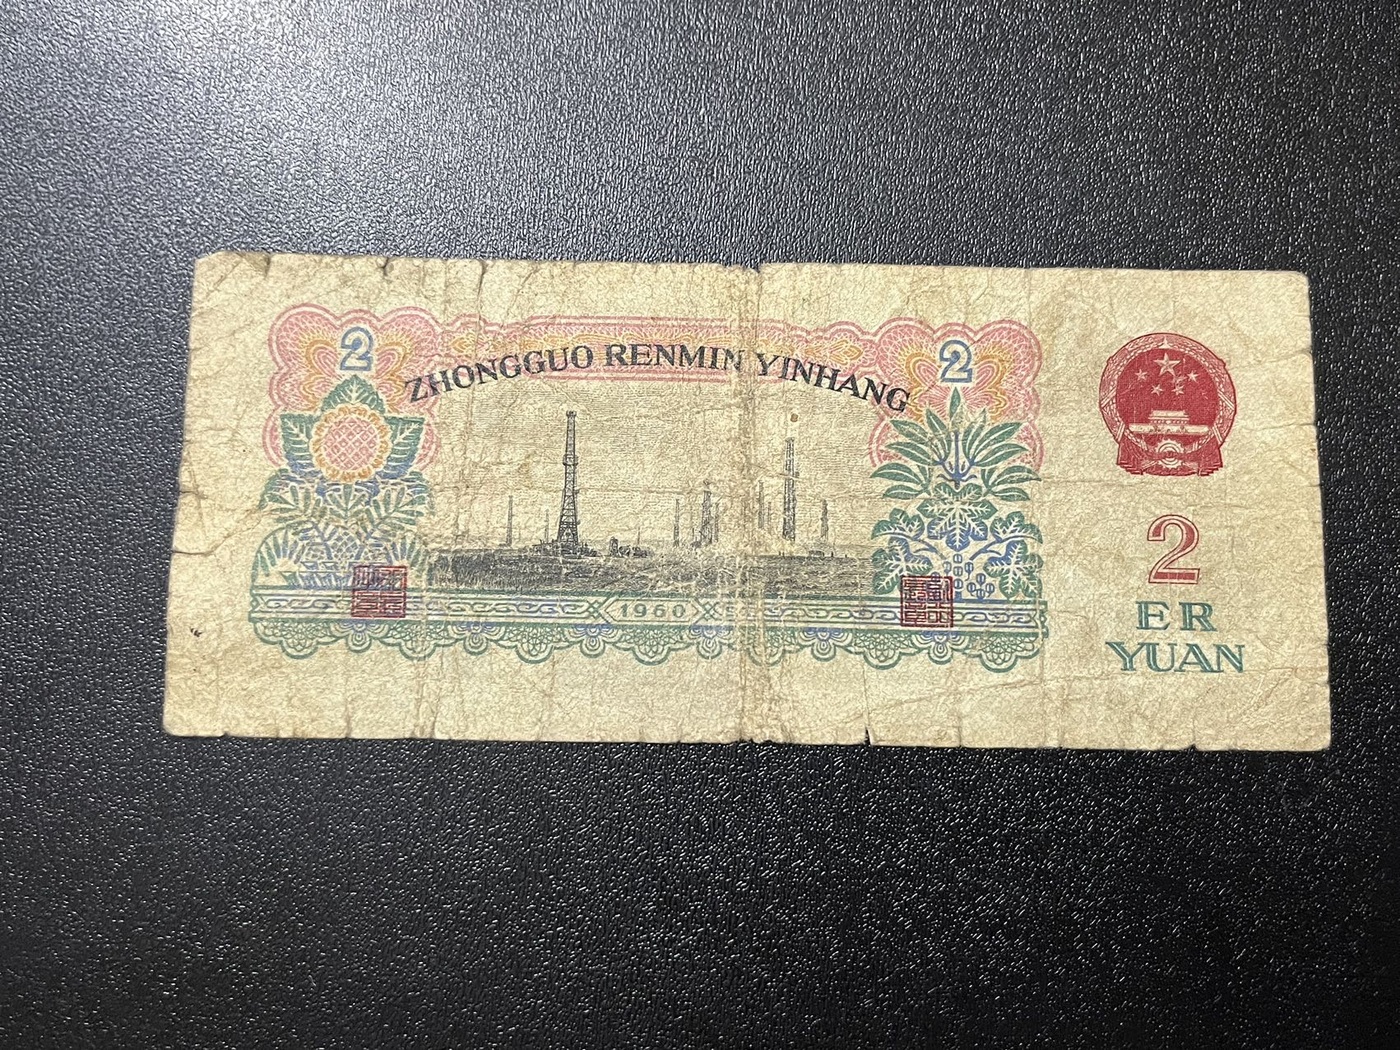 2
2
ZHONGGUO RENMIN YINHANG
1960
2
ER
YUAN